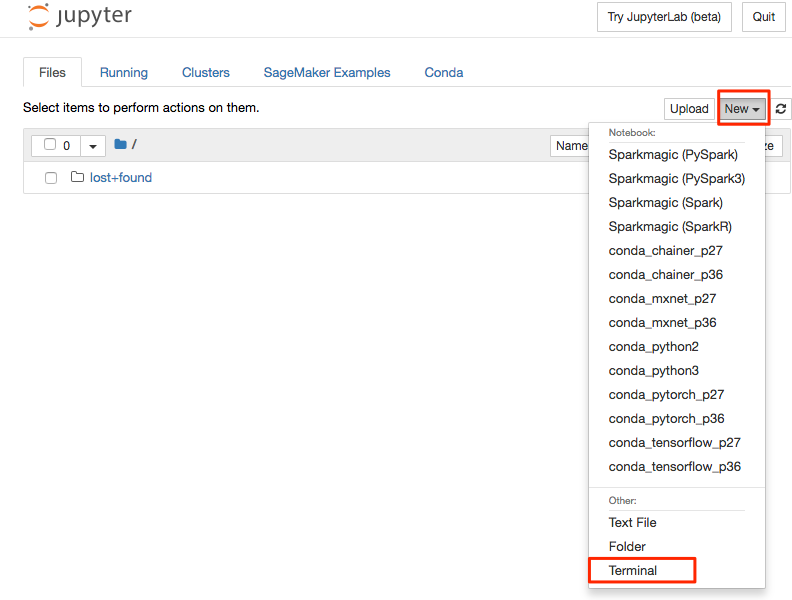 jupyter
Try JupyterLab (beta) Quit
Files Running Clusters SageMaker Examples Conda
Select items to perform actions on them.
Upload New
0 /
Name
ze
lost+found
Notebook:
Sparkmagic (PySpark)
Sparkmagic (PySpark3)
Sparkmagic (Spark)
Sparkmagic (SparkR)
conda_chainer_p27
conda_chainer_p36
conda_mxnet_p27
conda_mxnet_p36
conda_python2
conda_python3
conda_pytorch_p27
conda_pytorch_p36
conda_tensorflow_p27
conda_tensorflow_p36
Other:
Text File
Folder
Terminal